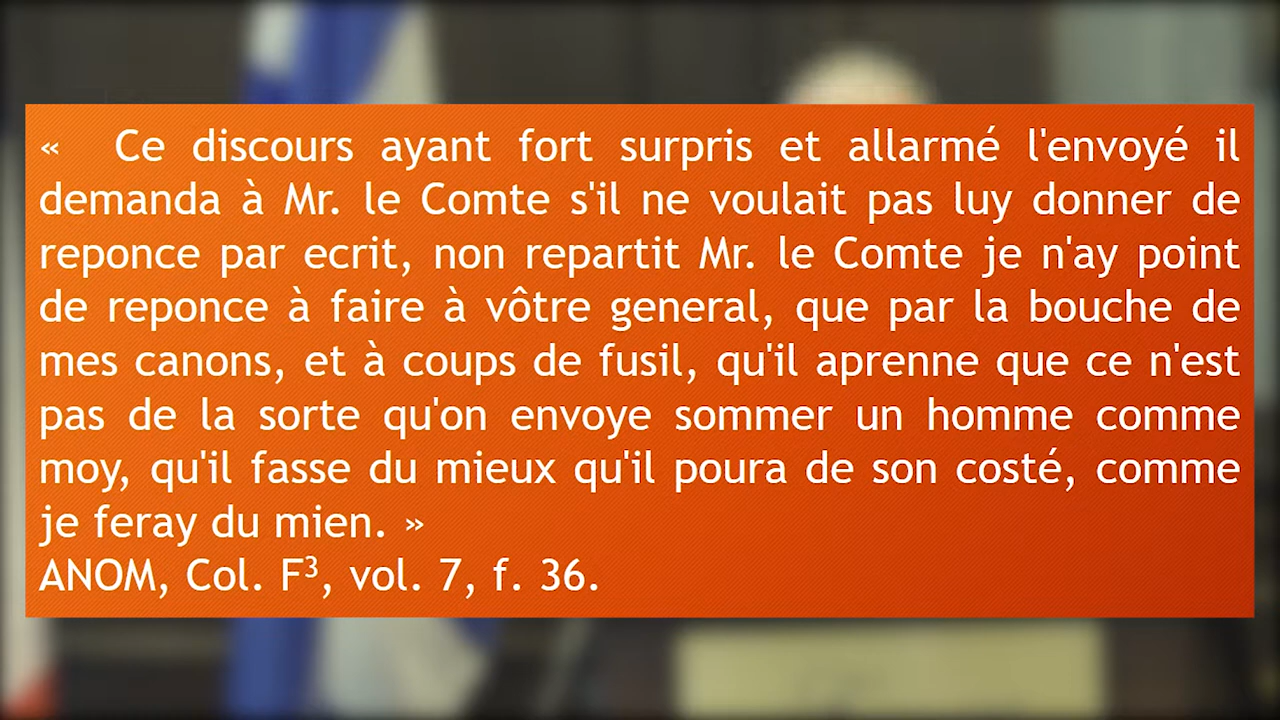 « Ce discours ayant fort surpris et allarmé l'envoyé il
demanda à Mr. le Comte s'il ne voulait pas luy donner de
reponce par ecrit, non repartit Mr. le Comte je n'ay point
de reponce à faire à vôtre general, que par la bouche de
mes canons, et à coups de fusil, qu'il aprenne que ce n'est
pas de la sorte qu'on envoye sommer un homme comme
moy, qu'il fasse du mieux qu'il poura de son costé, comme
je feray du mien. »
ANOM, Col. F³, vol. 7, f. 36.